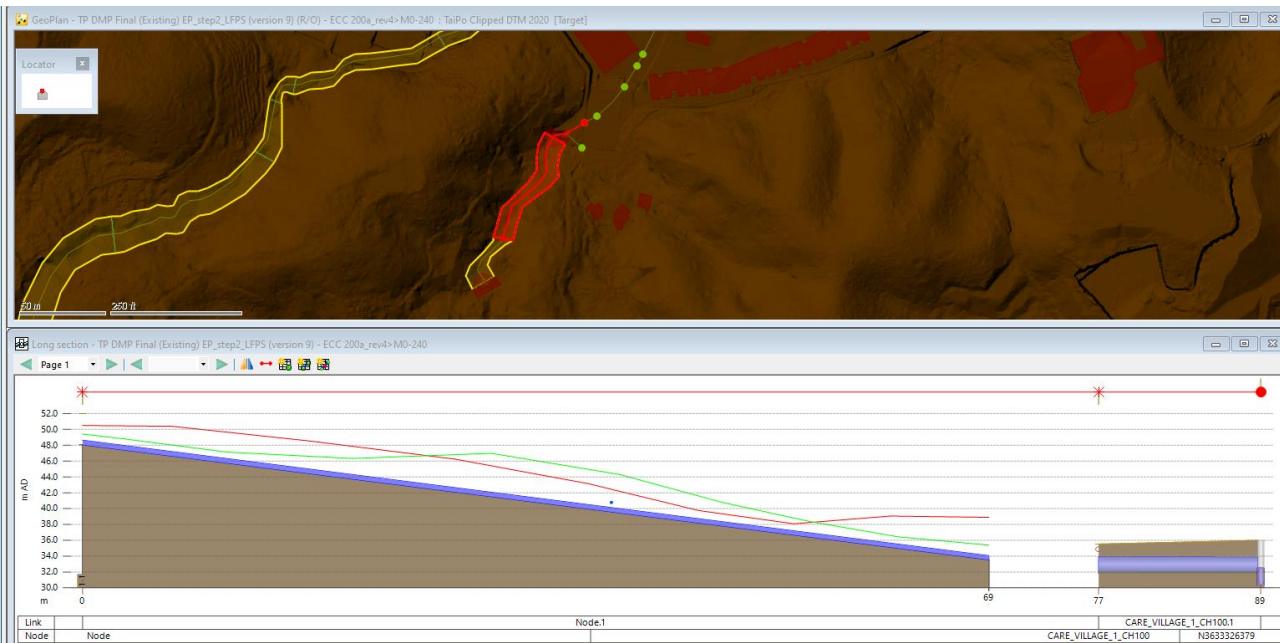 GeoPlan - TP DMP Final (Existing) EP_step2_LFPS (version 9) (R/O) - ECC 200a_rev4>M0-240 : TaiPo Clipped DTM 2020 [Target]
Locator
50 m
250 ft
Long section - TP DMP Final (Existing) EP_step2_LFPS (version 9) - ECC 200a_rev4>M0-240
Page 1
52.0
50.0
48.0
46.0
44.0
42.0
m AD
40.0
38.0
36.0
34.0
32.0
30.0
m 0 69 77 89
Link Node.1 CARE_VILLAGE_1_CH100.1
Node Node CARE_VILLAGE_1_CH100 N3633326379